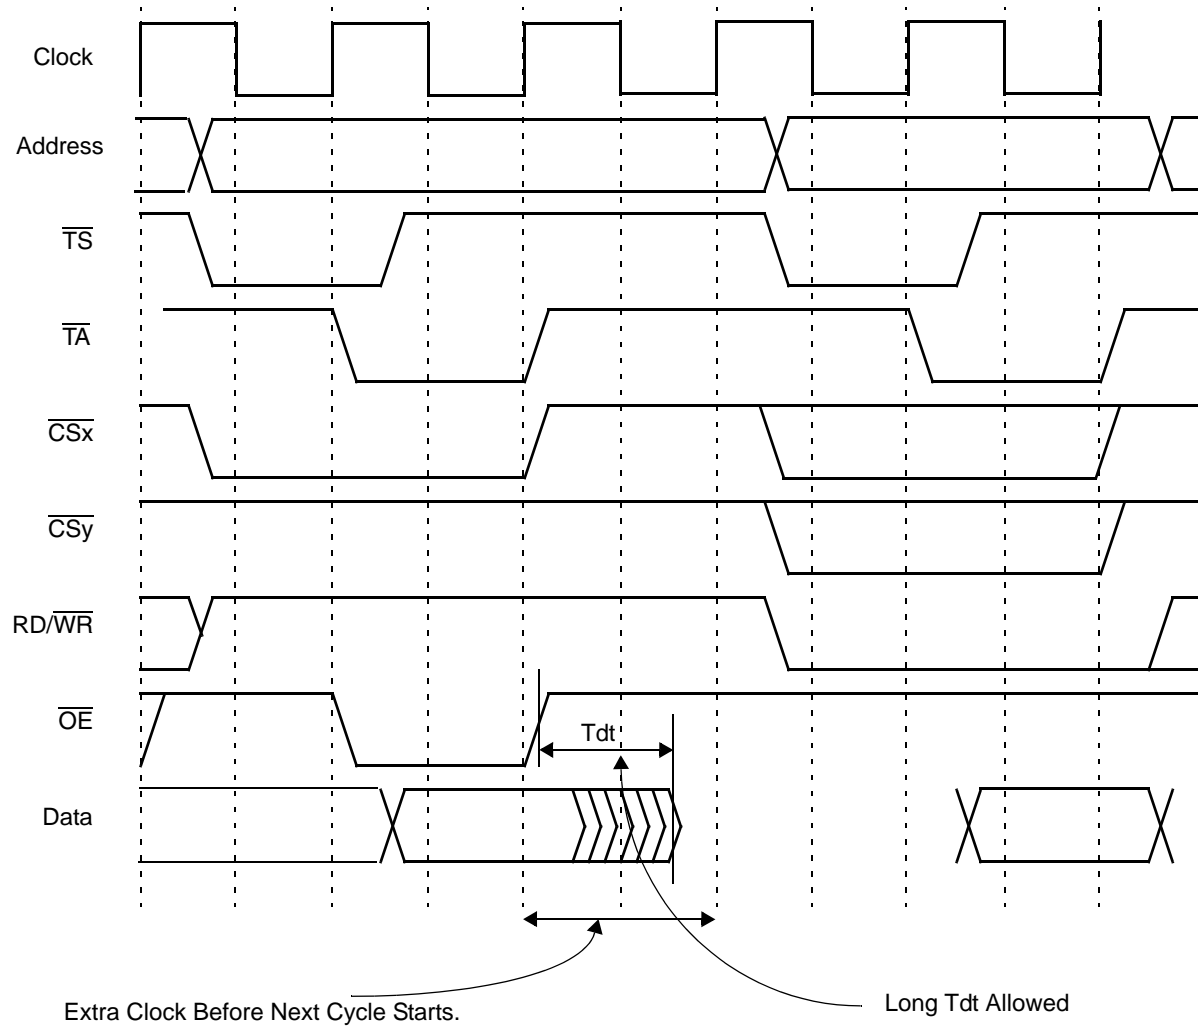 Clock
Address
TS
TA
CSx
CSy
RD/WR
OE
Tdt
Data
Long Tdt Allowed
Extra Clock Before Next Cycle Starts.